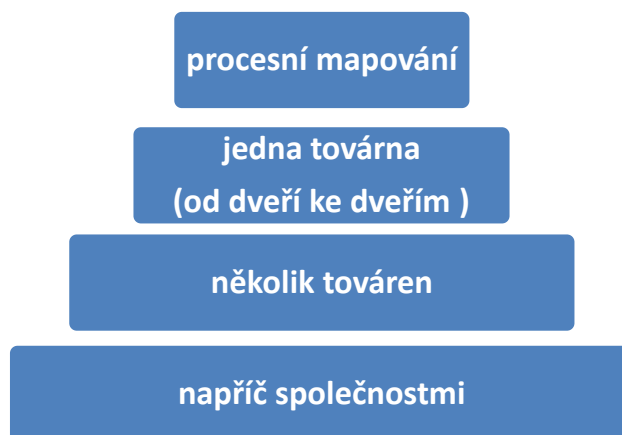 procesní mapování
jedna továrna
(od dveří ke dveřím )
několik továren
napříč společnostmi